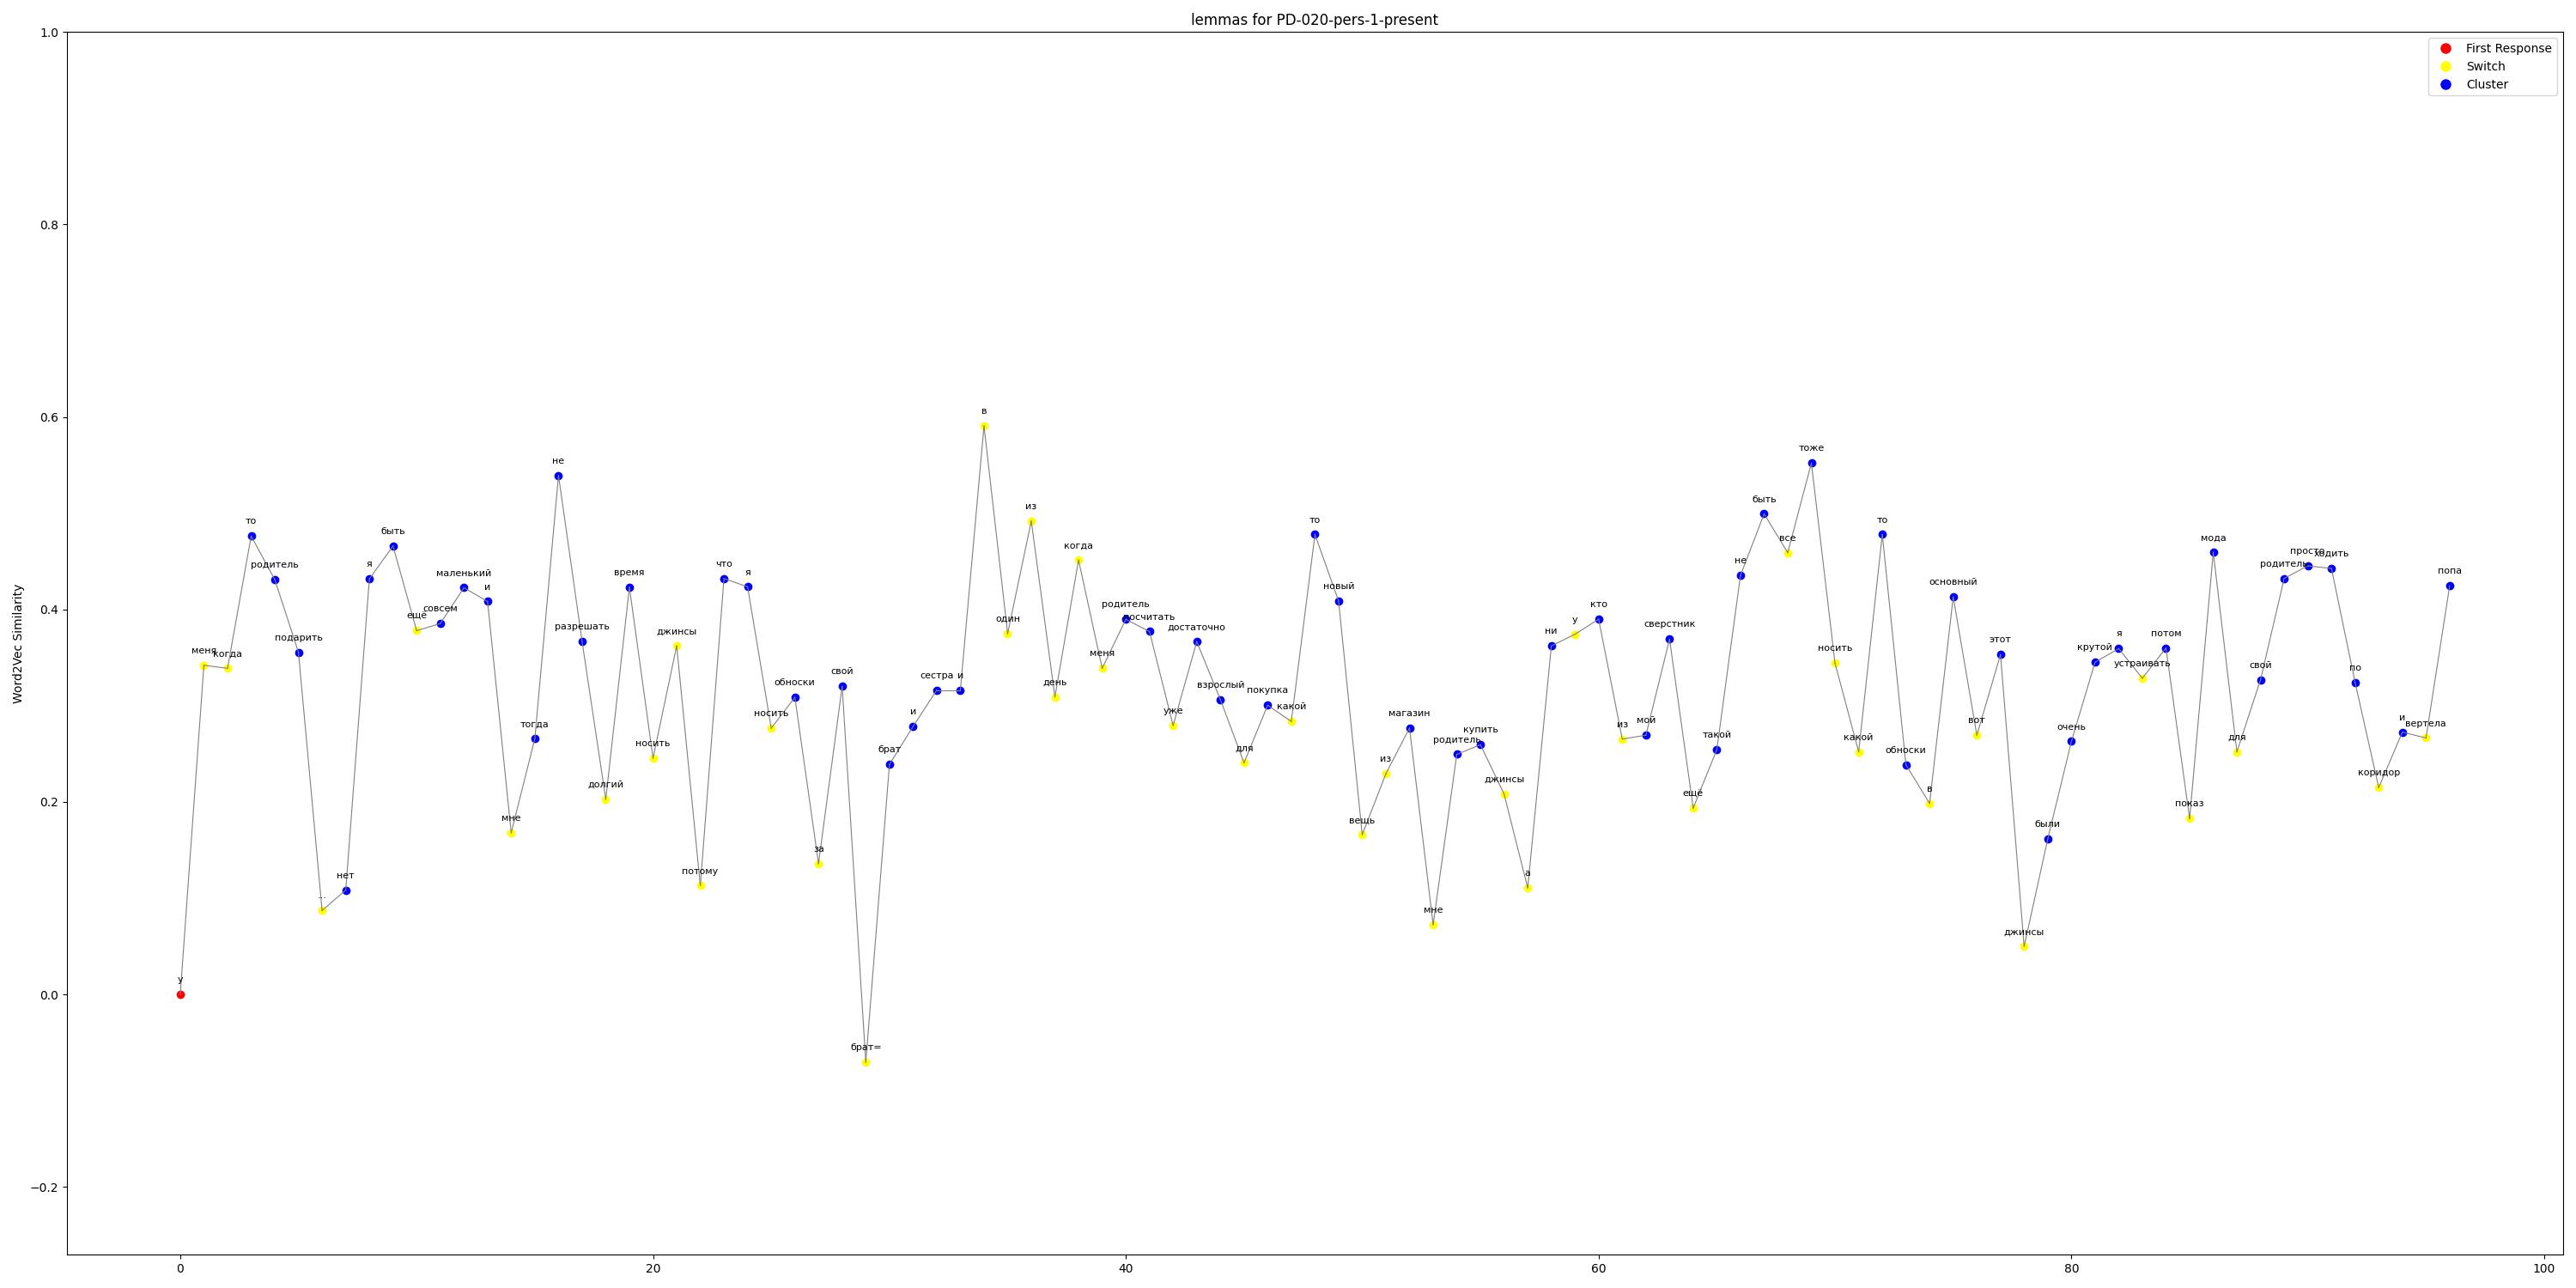 lemmas for PD-020-pers-1-present
First Response
Switch
Cluster
Word2Vec Similarity
1.0
0.8
0.6
0.4
0.2
0.0
−0.2
у
меня
когда
то
родитель
подарить
...
нет
я
быть
ещё
совсем
маленький
и
мне
тогда
не
разрешать
долгий
время
носить
джинсы
потому
что
я
носить
обноски
за
свой
брат=
брат
и
сестра
и
в
один
из
день
когда
меня
родитель
посчитать
уже
достаточно
взрослый
для
покупка
какой
то
новый
вещь
из
магазин
мне
родитель
купить
джинсы
а
ни
у
кто
из
мой
сверстник
ещё
такой
не
быть
все
тоже
носить
какой
то
обноски
в
основный
вот
этот
джинсы
были
очень
крутой
я
устраивать
потом
показ
мода
для
свой
родитель
просто
ходить
по
коридор
и
вертела
попа
0
20
40
60
80
100